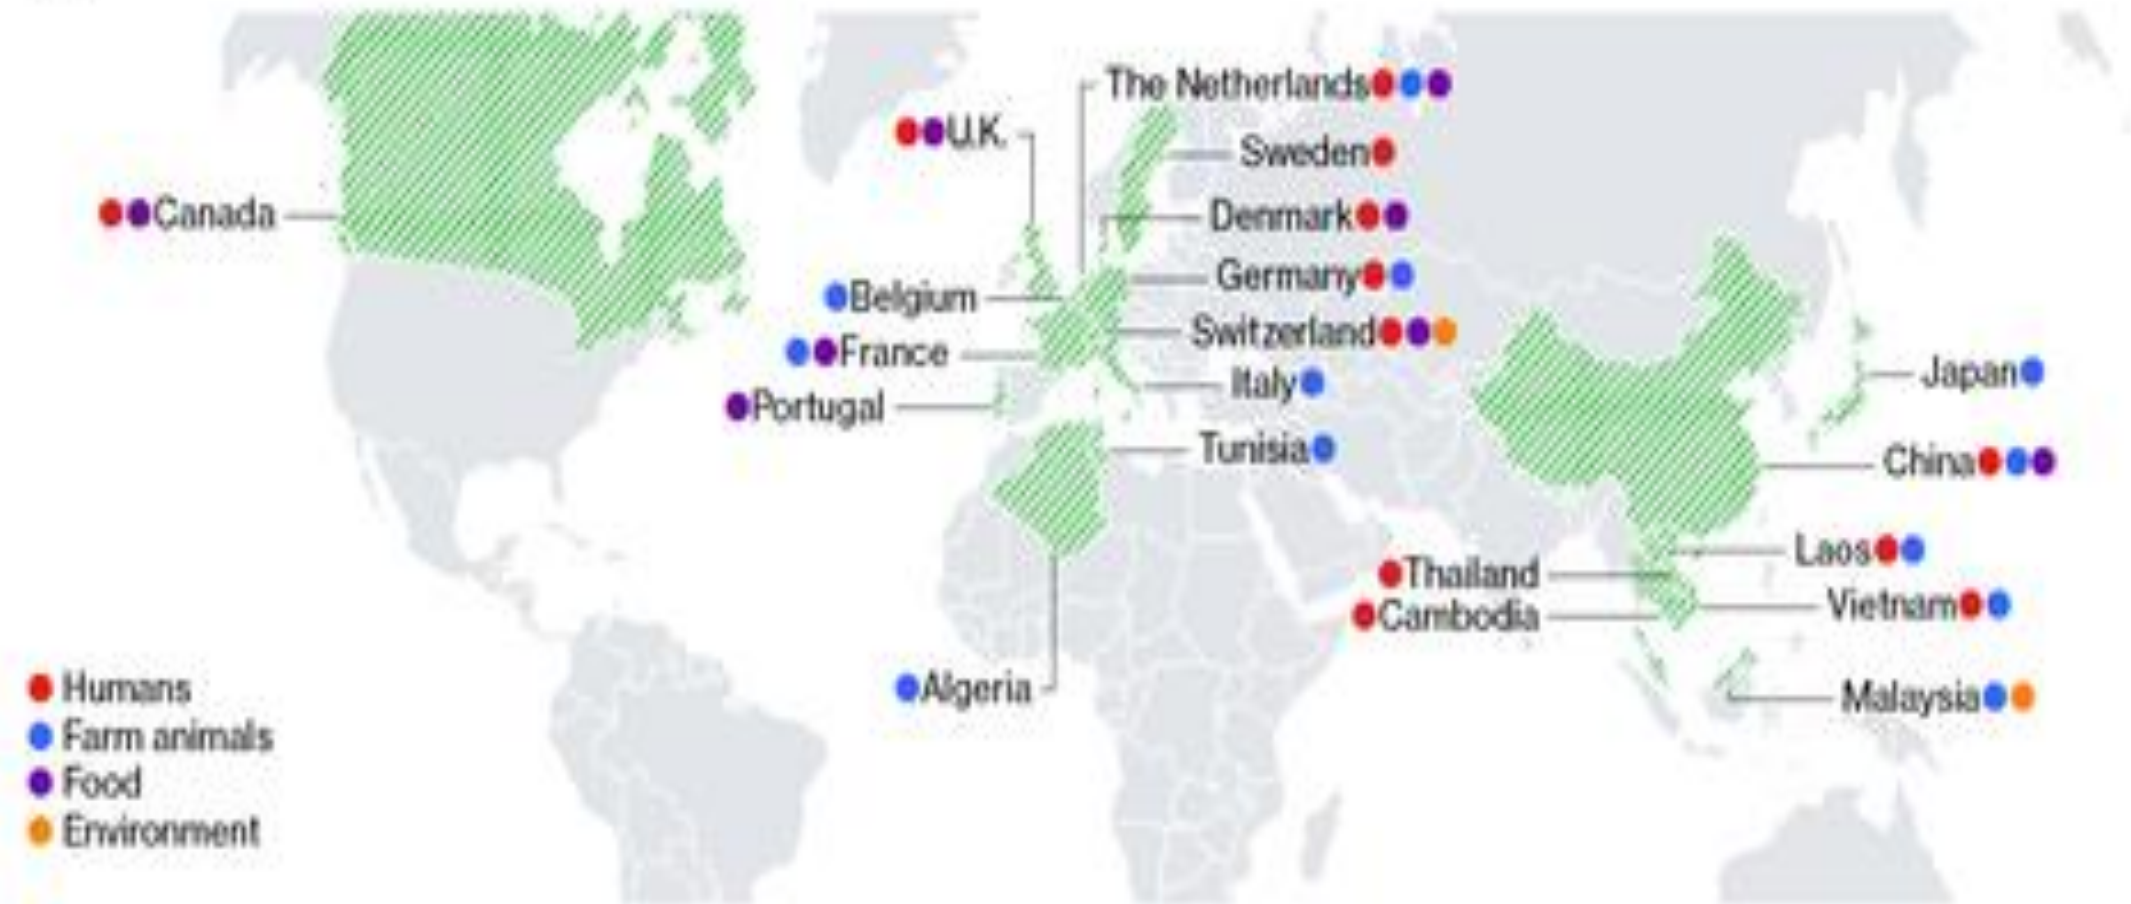 The Netherlands
U.K.
Sweden
Canada
Denmark
Germany
Belgium
Switzerland
France
Italy
Japan
Portugal
Tunisia
China
Laos
Thailand
Vietnam
Cambodia
Algeria
Malaysia
Humans
Farm animals
Food
Environment